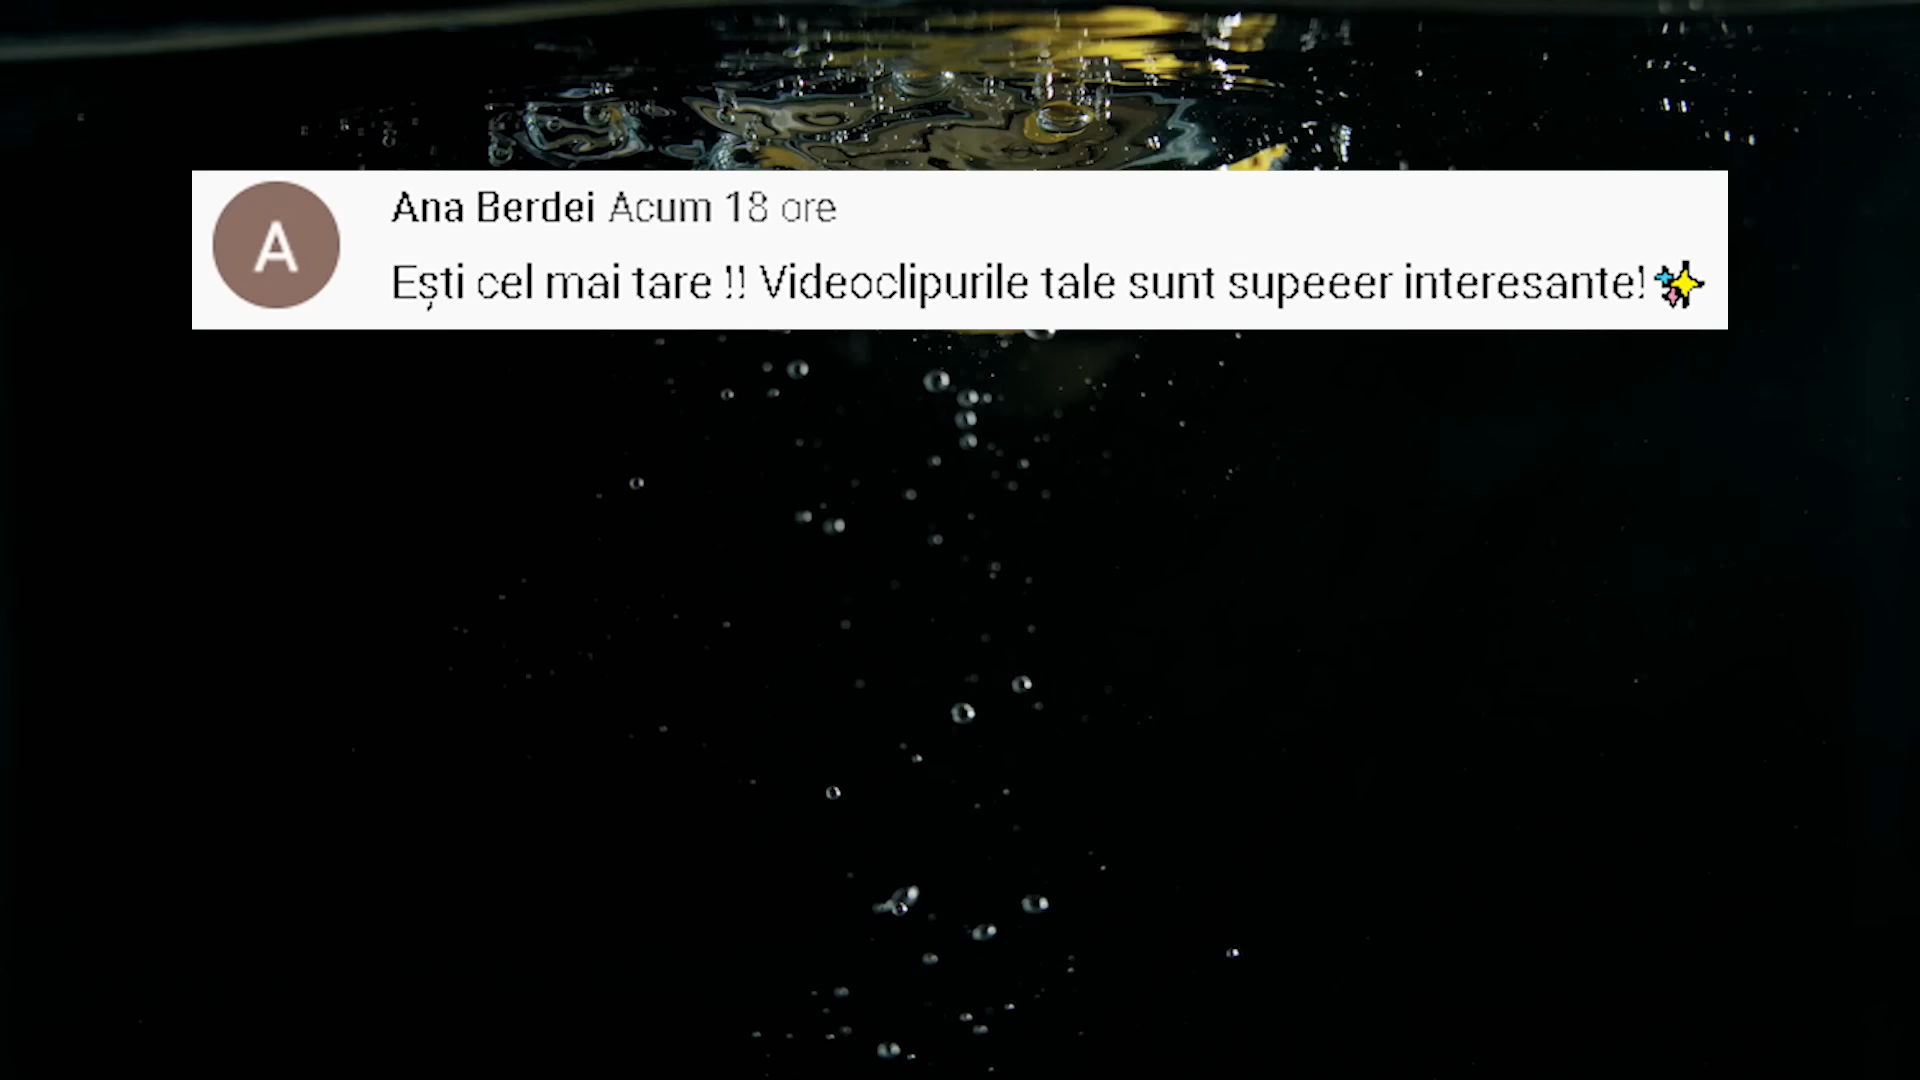 A
Ana Berdei Acum 18 ore
Ești cel mai tare !! Videoclipurile tale sunt supeeer interesante!✨